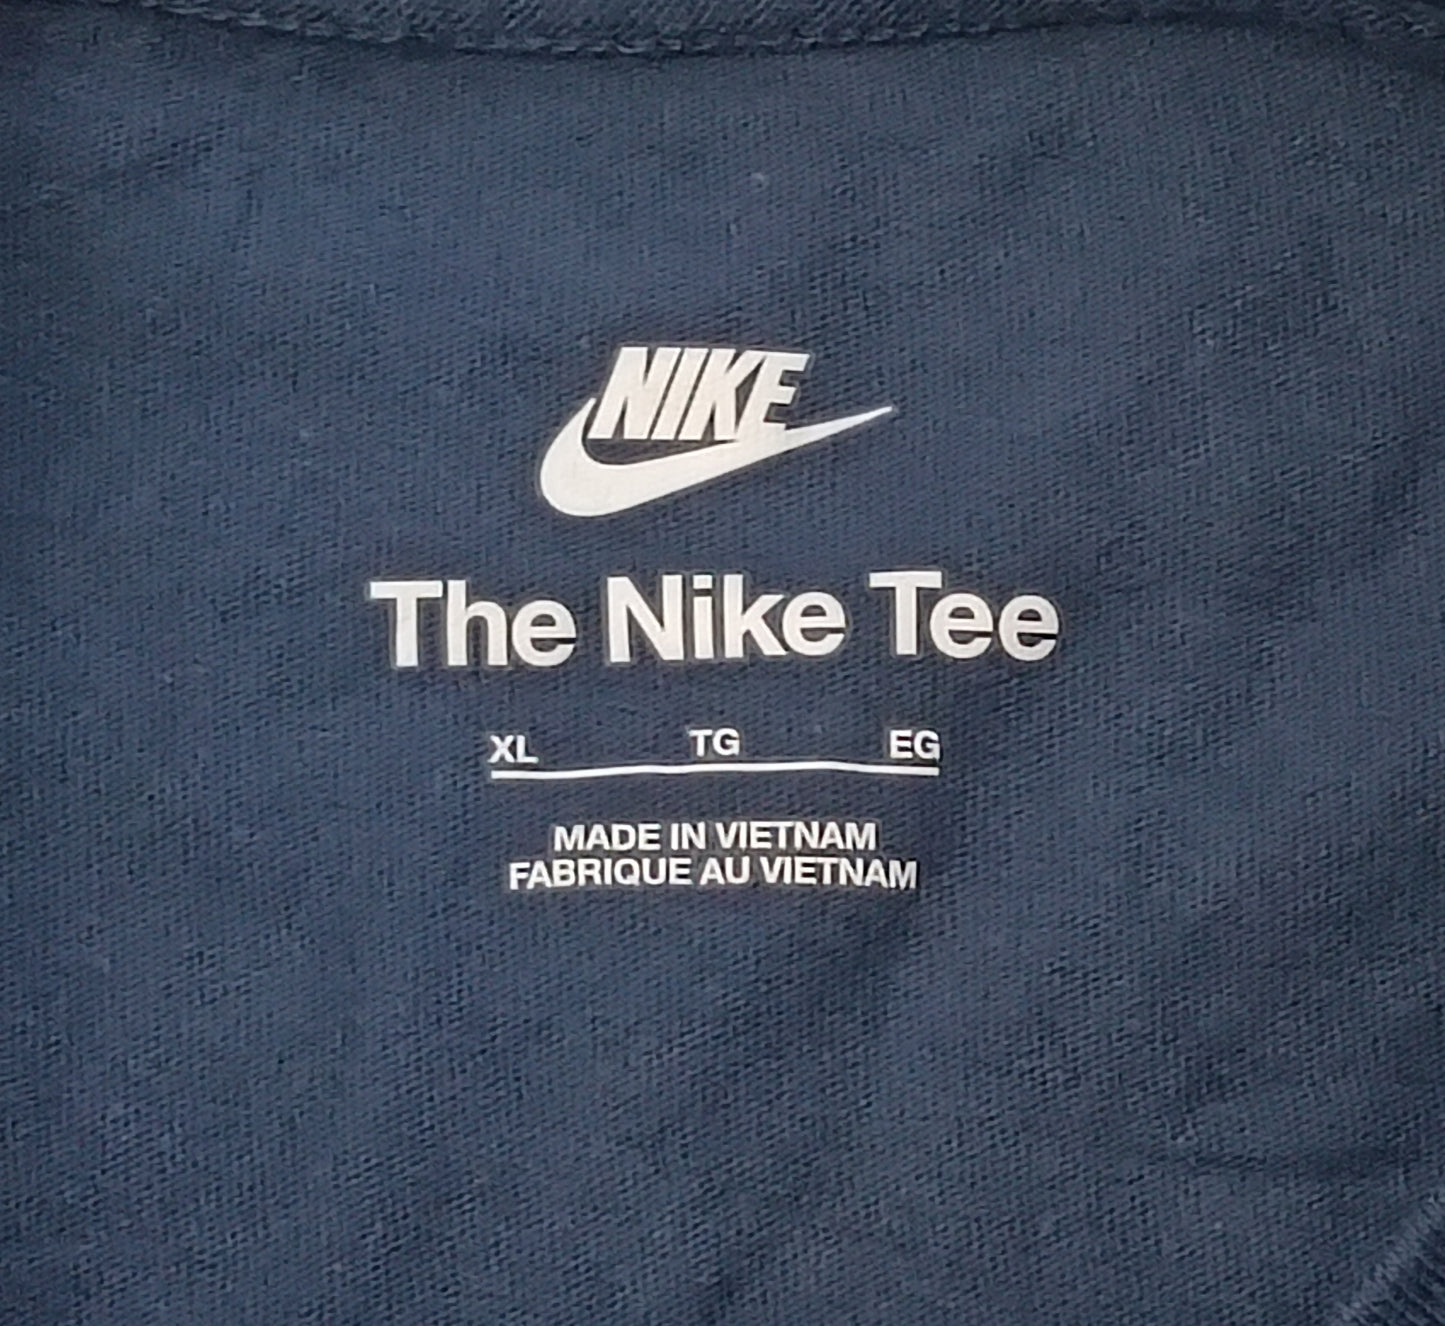 NIKE
The Nike Tee
XL TG EG
MADE IN VIETNAM
FABRIQUE AU VIETNAM